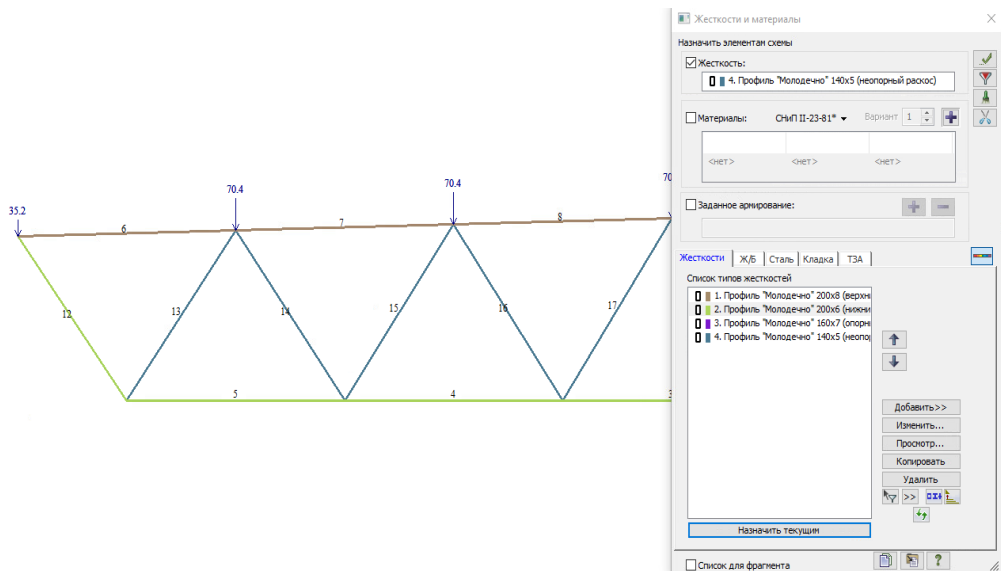 Жесткости и материалы
Назначить элементам схемы
Жесткость:
4. Профиль "Молодечно" 140x5 (неопорный раскос)
Материалы: СНиП II-23-81* Вариант 1
<нет> <нет> <нет>
Заданное армирование:
Жесткости Ж/Б Сталь Кладка ТЗА
Список типов жесткостей
1. Профиль "Молодечно" 200x8 (верхн
2. Профиль "Молодечно" 200x6 (нижни
3. Профиль "Молодечно" 160x7 (опорн
4. Профиль "Молодечно" 140x5 (неопо
Добавить>>
Изменить...
Просмотр...
Копировать
Удалить
>>
Назначить текущим
Список для фрагмента
?
70.4
70.4
70
35.2
6
7
8
12
13
14
15
16
17
5
4
3